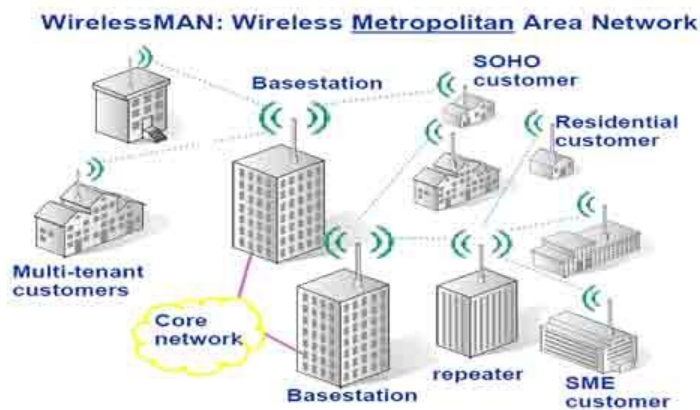 WirelessMAN: Wireless Metropolitan Area Network
Basestation
SOHO
customer
Residential
customer
Multi-tenant
customers
Core
network
Basestation
repeater
SME
customer